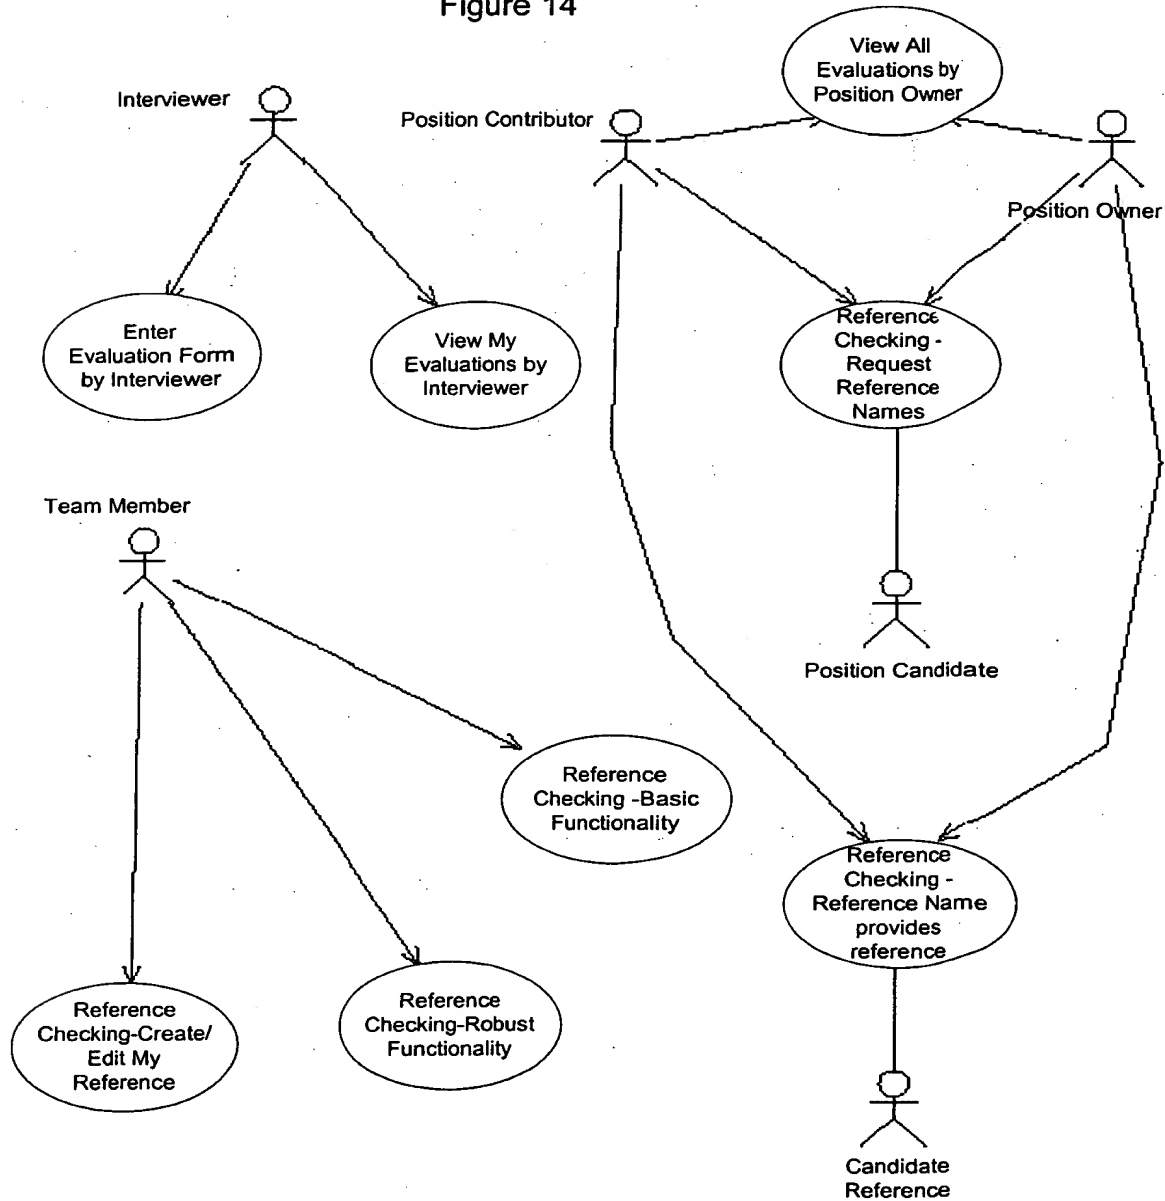 Figure 14
View All
Evaluations by
Position Owner
Interviewer
Position Contributor
Position Owner
Enter
Evaluation Form
by Interviewer
View My
Evaluations by
Interviewer
Reference
Checking -
Request
Reference
Names
Team Member
Position Candidate
Reference
Checking -Basic
Functionality
Reference
Checking -
Reference Name
provides
reference
Reference
Checking-Create/
Edit My
Reference
Reference
Checking-Robust
Functionality
Candidate
Reference